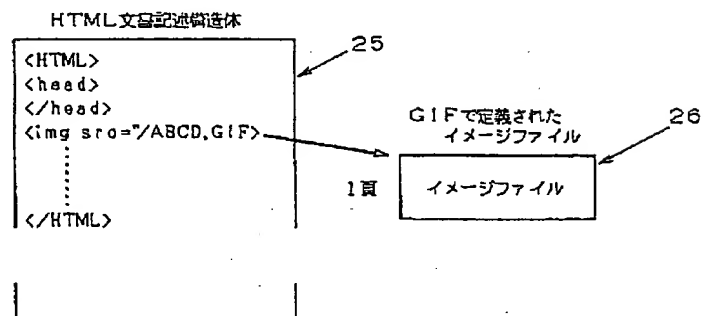 HTML文書記述構造体
25
<HTML>
<head>
</head>
<img src="/ABCD.GIF>
</HTML>
GIFで定義された
イメージファイル
26
1頁
イメージファイル